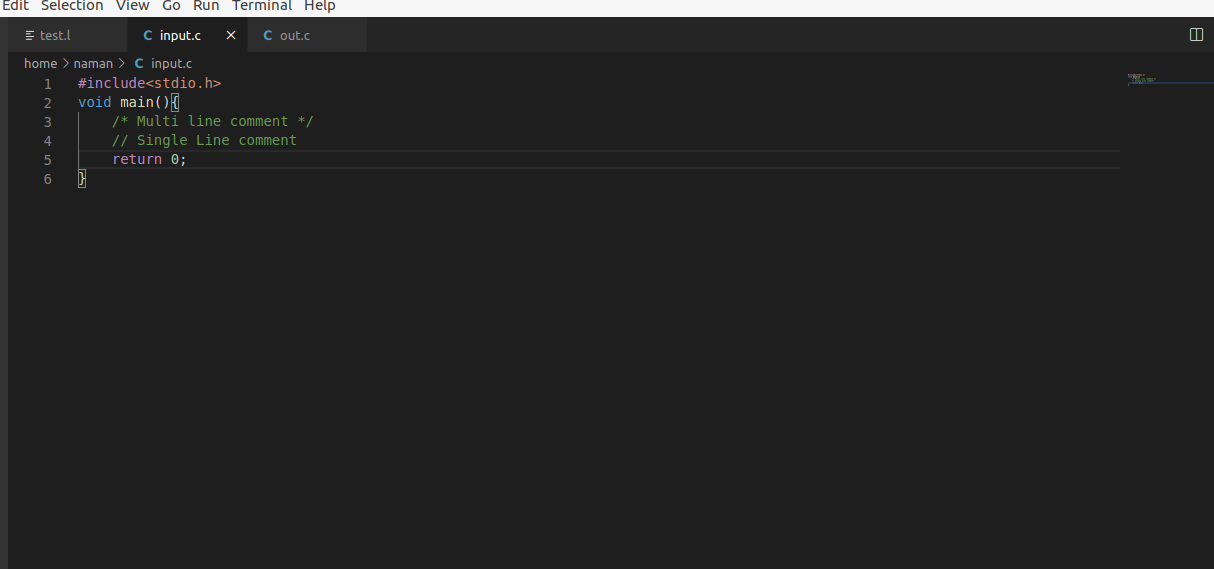 Edit Selection View Go Run Terminal Help
test.l C input.c × C out.c
home > naman > C input.c
1 #include<stdio.h>
2 void main(){
3 /* Multi line comment */
4 // Single Line comment
5 return 0;
6 }